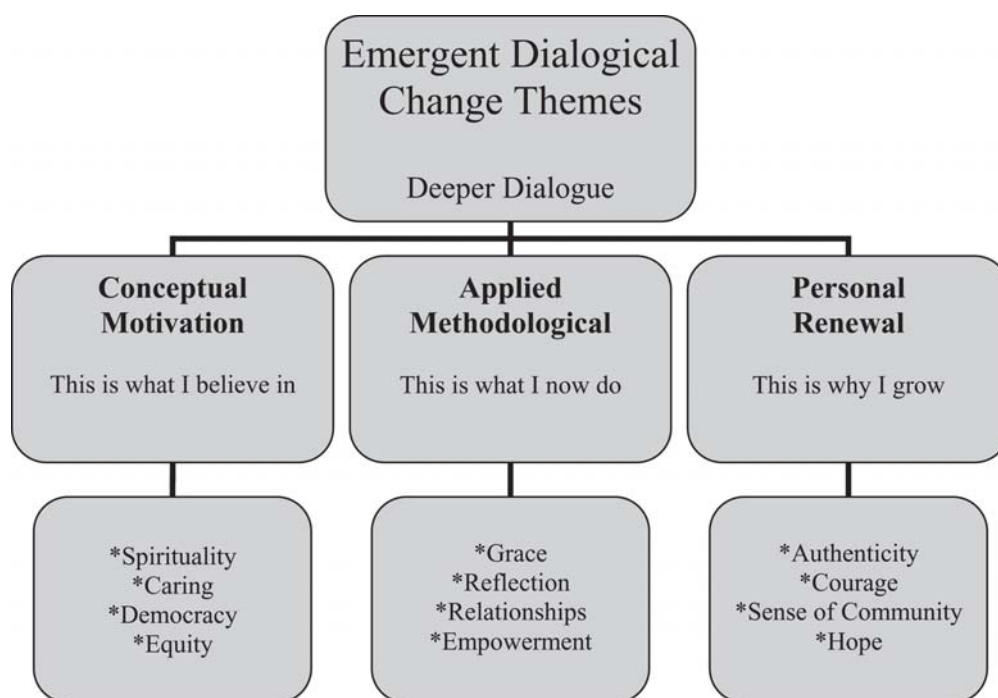 Emergent Dialogical
Change Themes
Deeper Dialogue
Conceptual
Motivation
This is what I believe in
Applied
Methodological
This is what I now do
Personal
Renewal
This is why I grow
*Spirituality
*Caring
*Democracy
*Equity
*Grace
*Reflection
*Relationships
*Empowerment
*Authenticity
*Courage
*Sense of Community
*Hope